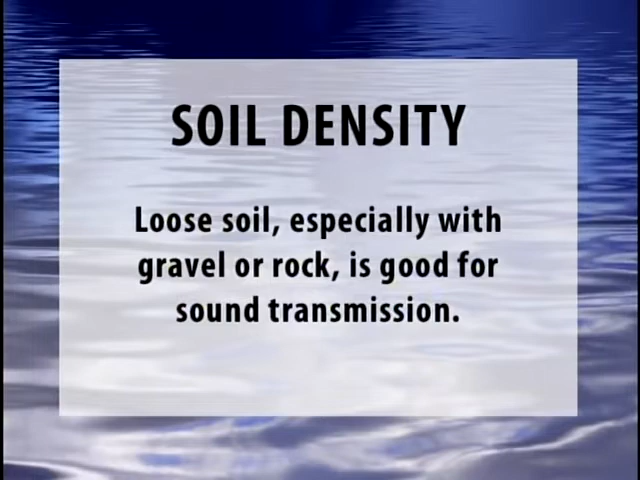 SOIL DENSITY
Loose soil, especially with
gravel or rock, is good for
sound transmission.